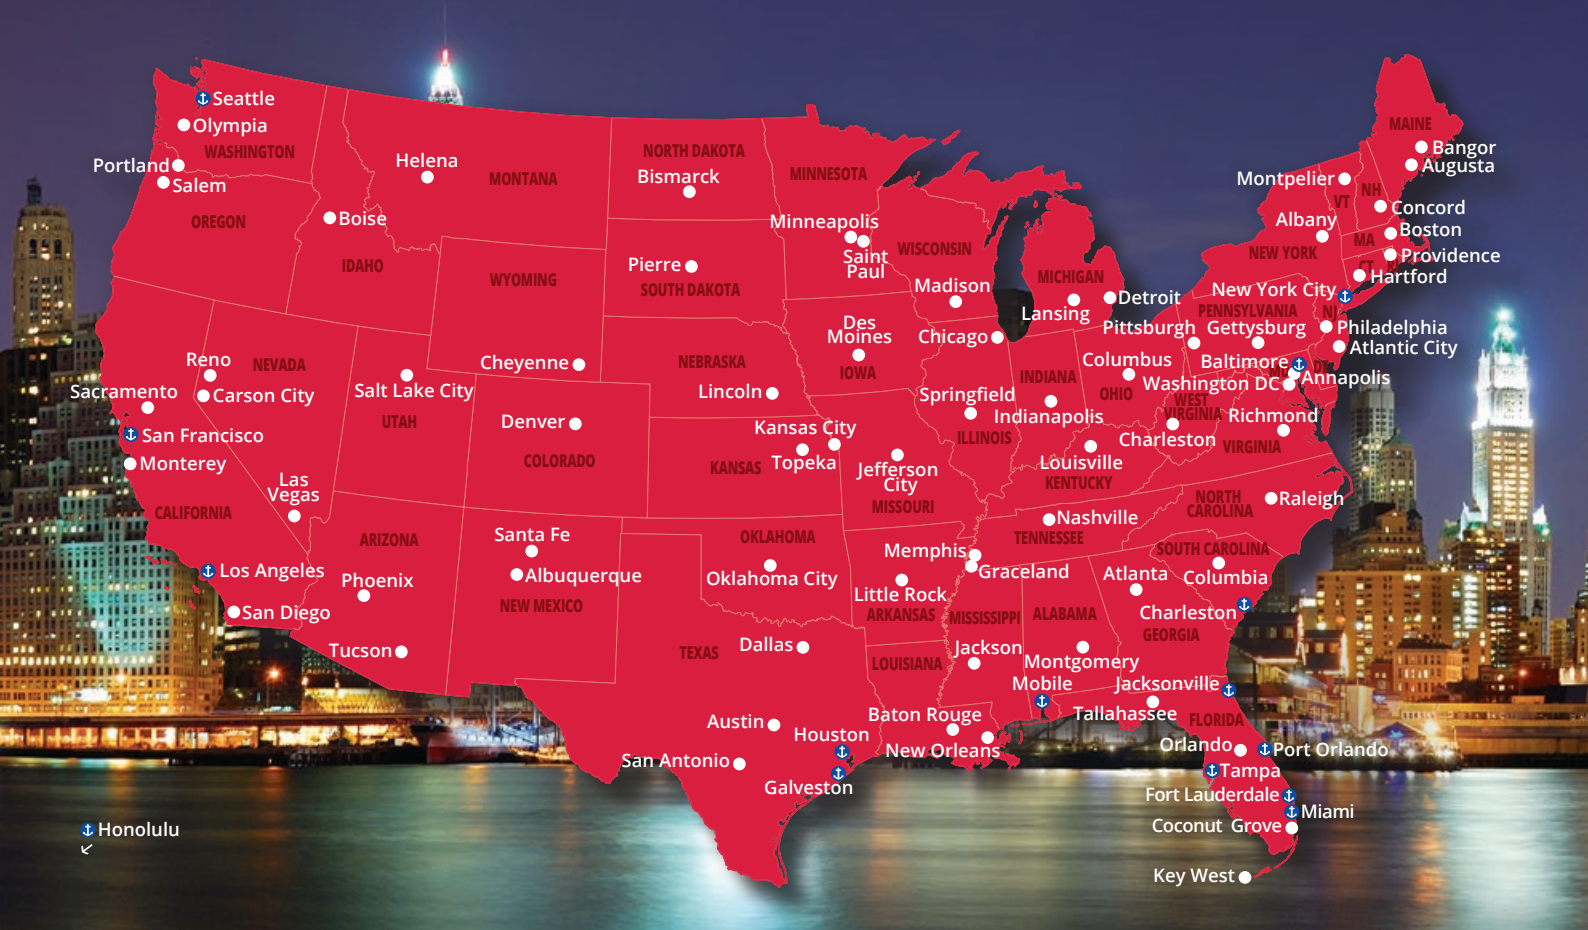 Seattle
Olympia
WASHINGTON
Portland
Salem
OREGON
Boise
IDAHO
Helena
MONTANA
WYOMING
Cheyenne
NORTH DAKOTA
Bismarck
Pierre
SOUTH DAKOTA
MINNESOTA
Minneapolis
Saint
Paul
WISCONSIN
Madison
MICHIGAN
Lansing
Detroit
Chicago
Des
Moines
IOWA
NEBRASKA
Lincoln
Reno
NEVADA
Carson City
Sacramento
San Francisco
Monterey
Las
Vegas
CALIFORNIA
Los Angeles
San Diego
Salt Lake City
UTAH
Denver
COLORADO
ARIZONA
Phoenix
Tucson
Santa Fe
Albuquerque
NEW MEXICO
Kansas City
KANSAS
Topeka
Jefferson
City
MISSOURI
Springfield
ILLINOIS
INDIANA
Indianapolis
Columbus
OHIO
Louisville
KENTUCKY
WEST
VIRGINIA
Charleston
Richmond
VIRGINIA
OKLAHOMA
Oklahoma City
Little Rock
ARKANSAS
Memphis
Graceland
Nashville
TENNESSEE
NORTH
CAROLINA
Raleigh
SOUTH CAROLINA
Columbia
Charleston
Atlanta
GEORGIA
MISSISSIPPI
Jackson
ALABAMA
Montgomery
Mobile
TEXAS
Dallas
Austin
Houston
San Antonio
Galveston
LOUISIANA
Baton Rouge
New Orleans
Jacksonville
Tallahassee
FLORIDA
Orlando
Port Orlando
Tampa
Fort Lauderdale
Miami
Coconut Grove
Key West
MAINE
Bangor
Augusta
Montpelier
VT
NH
Concord
Albany
Boston
MA
NEW YORK
Providence
CT
Hartford
New York City
PENNSYLVANIA
NJ
Pittsburgh
Gettysburg
Philadelphia
Atlantic City
Baltimore
MD
Annapolis
Washington DC
Honolulu